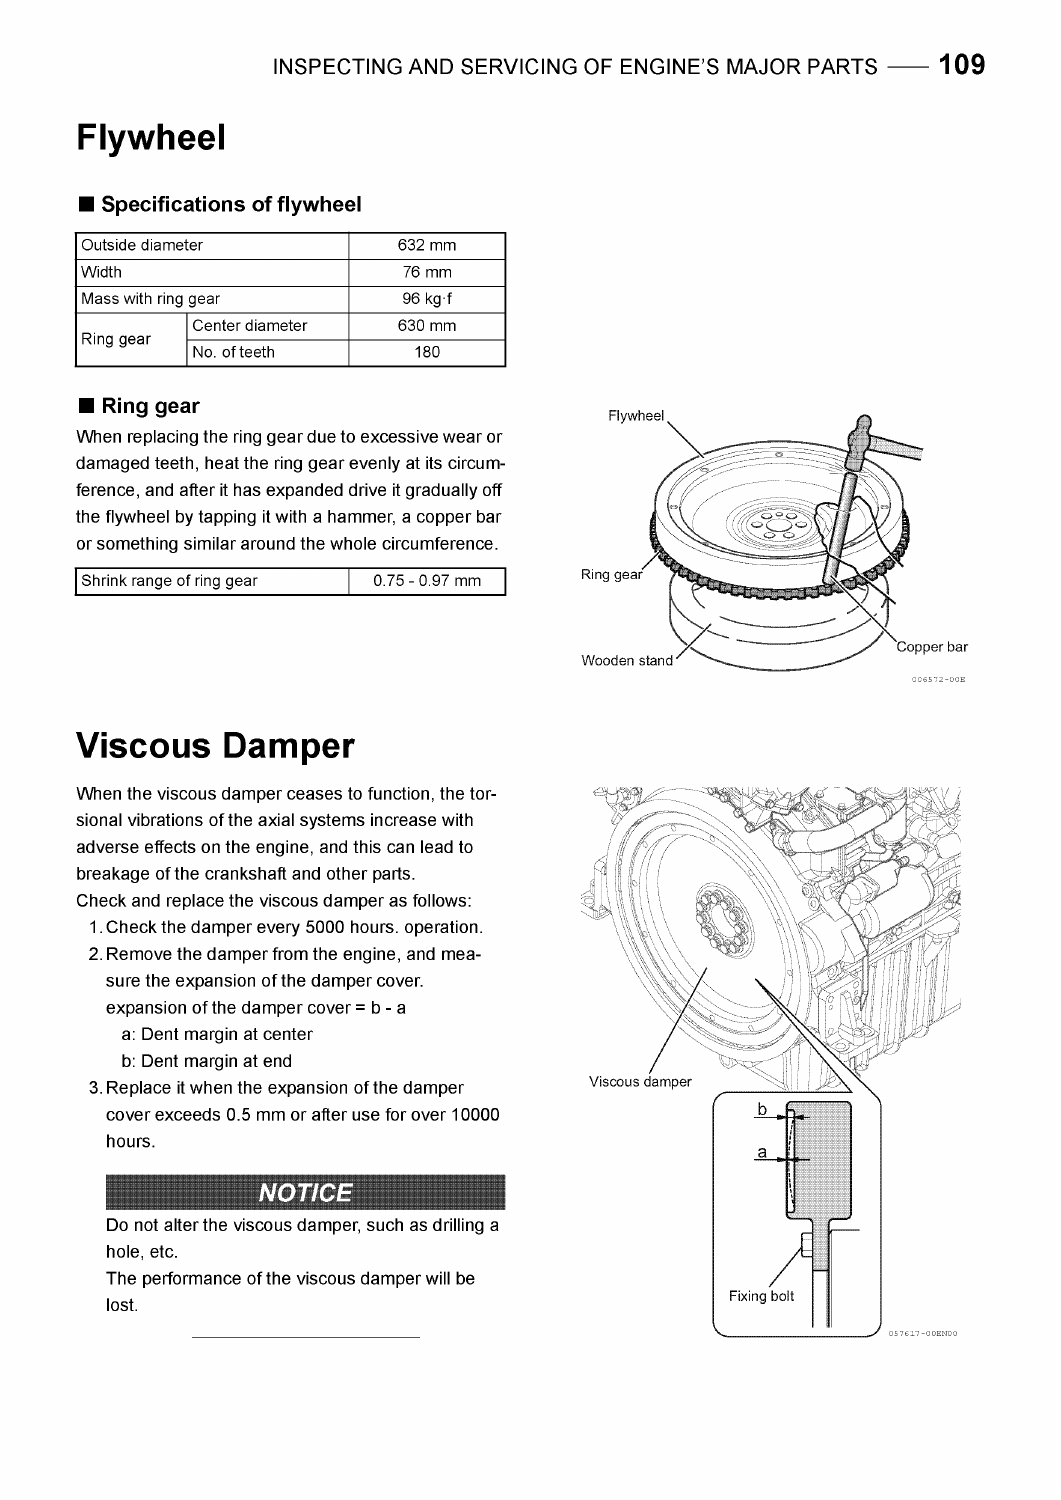 INSPECTING AND SERVICING OF ENGINE'S MAJOR PARTS — 109
Flywheel
■ Specifications of flywheel
Outside diameter 632 mm
Width 76 mm
Mass with ring gear 96 kg·f
Ring gear
Center diameter 630 mm
No. of teeth 180
■ Ring gear
When replacing the ring gear due to excessive wear or
damaged teeth, heat the ring gear evenly at its circum-
ference, and after it has expanded drive it gradually off
the flywheel by tapping it with a hammer, a copper bar
or something similar around the whole circumference.
Shrink range of ring gear 0.75 - 0.97 mm
Flywheel
Ring gear
Wooden stand
Copper bar
006572-00E
Viscous Damper
When the viscous damper ceases to function, the tor-
sional vibrations of the axial systems increase with
adverse effects on the engine, and this can lead to
breakage of the crankshaft and other parts.
Check and replace the viscous damper as follows:
1. Check the damper every 5000 hours. operation.
2. Remove the damper from the engine, and mea-
sure the expansion of the damper cover.
expansion of the damper cover = b - a
a: Dent margin at center
b: Dent margin at end
3. Replace it when the expansion of the damper
cover exceeds 0.5 mm or after use for over 10000
hours.
NOTICE
Do not alter the viscous damper, such as drilling a
hole, etc.
The performance of the viscous damper will be
lost.
Viscous damper
b
a
Fixing bolt
057617-00EN00